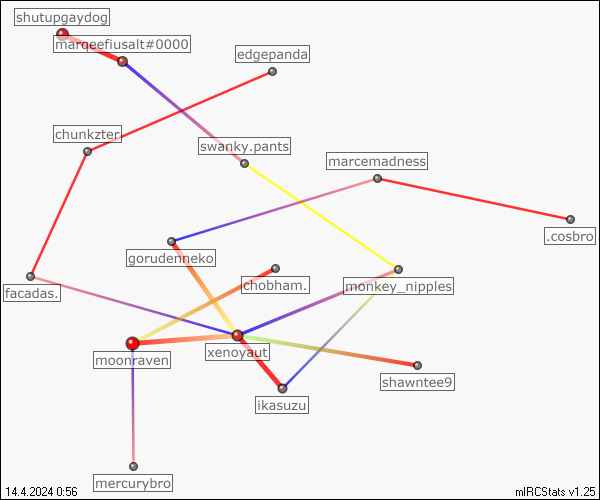 shutupgaydog
marqeefiusalt#0000
edgepanda
chunkzter
swanky.pants
marcemadness
.cosbro
gorudenneko
chobham.
monkey_nipples
facadas.
moonraven
xenoyaut
shawntee9
ikasuzu
mercurybro
14.4.2024 0:56
mIRCStats v1.25